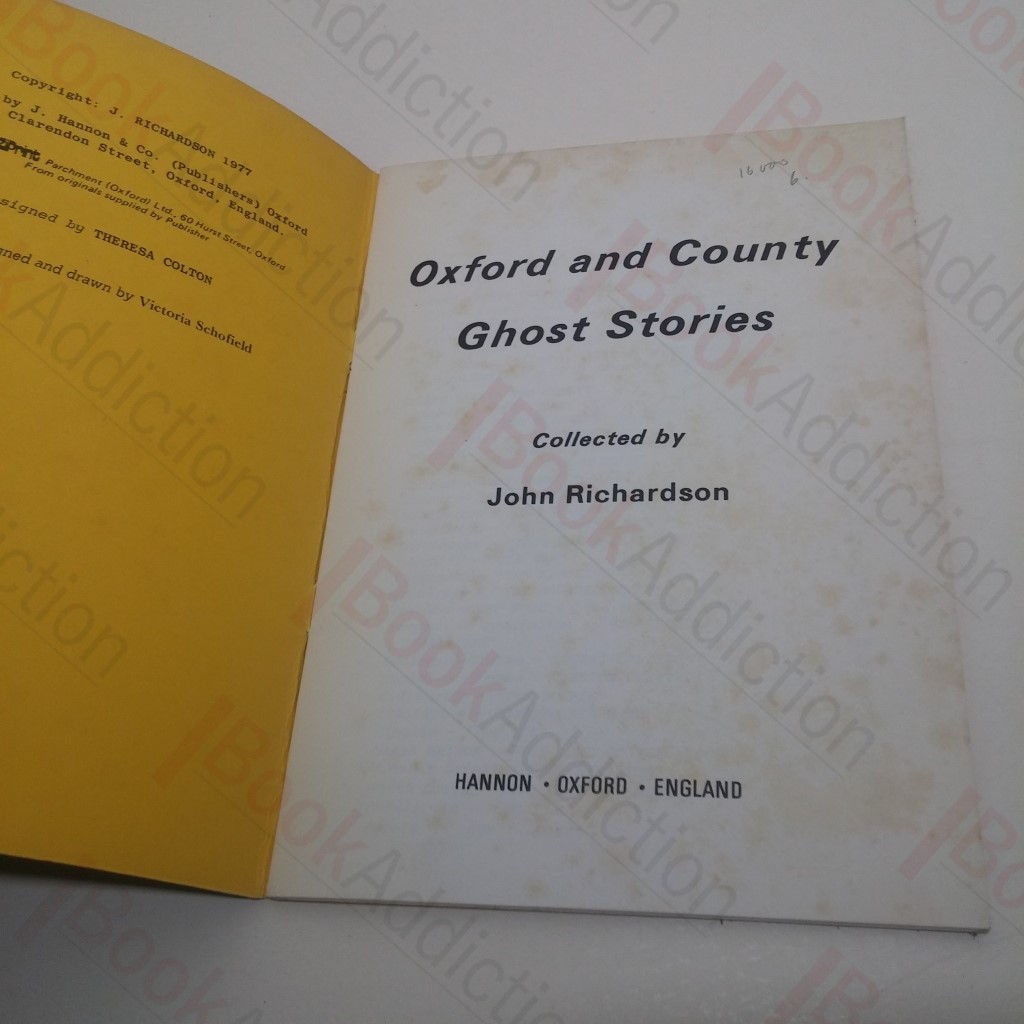 Copyright: J. RICHARDSON 1977
by J. Hannon & Co. (Publishers) Oxford
Clarendon Street, Oxford, England.
Parchment (Oxford) Ltd., 60 Hurst Street, Oxford
From originals supplied by Publisher
signed by THERESA COLTON
gned and drawn by Victoria Schofield
Oxford and County
Ghost Stories
Collected by
John Richardson
HANNON • OXFORD • ENGLAND
BookAddiction